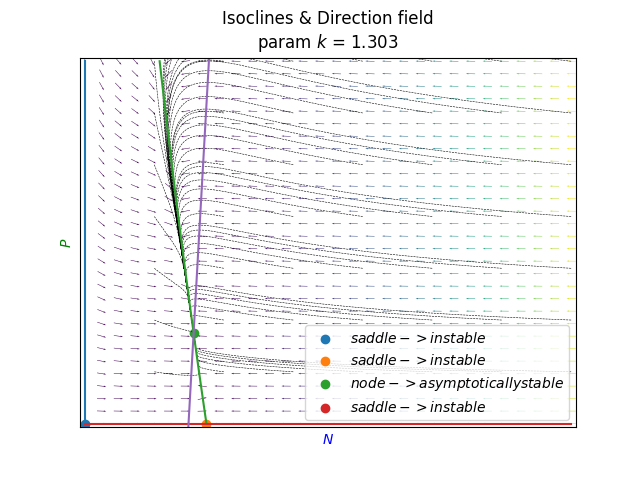 Isoclines & Direction field
param k = 1.303
P
saddle − > instable
saddle − > instable
node − > asymptoticallystable
saddle − > instable
N